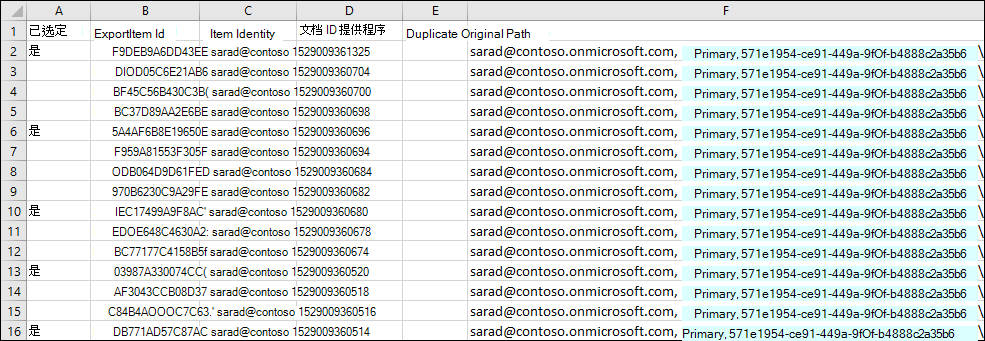 A B C D E F
1 已选定 ExportItem Id Item Identity 文档 ID 提供程序 Duplicate Original Path
2 是 F9DEB9A6DD43EE sarad@contoso 1529009361325 sarad@contoso.onmicrosoft.com, Primary, 571e1954-ce91-449a-9fOf-b4888c2a35b6 \
3 DIOD05C6E21AB6 sarad@contoso 1529009360704 sarad@contoso.onmicrosoft.com, Primary, 571e1954-ce91-449a-9fOf-b4888c2a35b6 \
4 BF45C56B430C3B( sarad@contoso 1529009360700 sarad@contoso.onmicrosoft.com, Primary, 571e1954-ce91-449a-9fOf-b4888c2a35b6 \
5 BC37D89AA2E6BE sarad@contoso 1529009360698 sarad@contoso.onmicrosoft.com, Primary, 571e1954-ce91-449a-9fOf-b4888c2a35b6 \
6 是 5A4AF6B8E19650E sarad@contoso 1529009360696 sarad@contoso.onmicrosoft.com, Primary, 571e1954-ce91-449a-9fOf-b4888c2a35b6 \
7 F959A81553F305F sarad@contoso 1529009360694 sarad@contoso.onmicrosoft.com, Primary, 571e1954-ce91-449a-9fOf-b4888c2a35b6 \
8 ODB064D9D61FED sarad@contoso 1529009360684 sarad@contoso.onmicrosoft.com, Primary, 571e1954-ce91-449a-9fOf-b4888c2a35b6 \
9 970B6230C9A29FE sarad@contoso 1529009360682 sarad@contoso.onmicrosoft.com, Primary, 571e1954-ce91-449a-9fOf-b4888c2a35b6 \
10 是 IEC17499A9F8AC' sarad@contoso 1529009360680 sarad@contoso.onmicrosoft.com, Primary, 571e1954-ce91-449a-9fOf-b4888c2a35b6 \
11 EDOE648C4630A2: sarad@contoso 1529009360678 sarad@contoso.onmicrosoft.com, Primary, 571e1954-ce91-449a-9fOf-b4888c2a35b6 \
12 BC77177C4158B5f sarad@contoso 1529009360674 sarad@contoso.onmicrosoft.com, Primary, 571e1954-ce91-449a-9fOf-b4888c2a35b6 \
13 是 03987A330074CC( sarad@contoso 1529009360520 sarad@contoso.onmicrosoft.com, Primary, 571e1954-ce91-449a-9fOf-b4888c2a35b6 \
14 AF3043CCB08D37 sarad@contoso 1529009360518 sarad@contoso.onmicrosoft.com, Primary, 571e1954-ce91-449a-9fOf-b4888c2a35b6 \
15 C84B4AOOOC7C63.' sarad@contoso 1529009360516 sarad@contoso.onmicrosoft.com, Primary, 571e1954-ce91-449a-9fOf-b4888c2a35b6 \
16 是 DB771AD57C87AC sarad@contoso 1529009360514 sarad@contoso.onmicrosoft.com, Primary, 571e1954-ce91-449a-9fOf-b4888c2a35b6 \